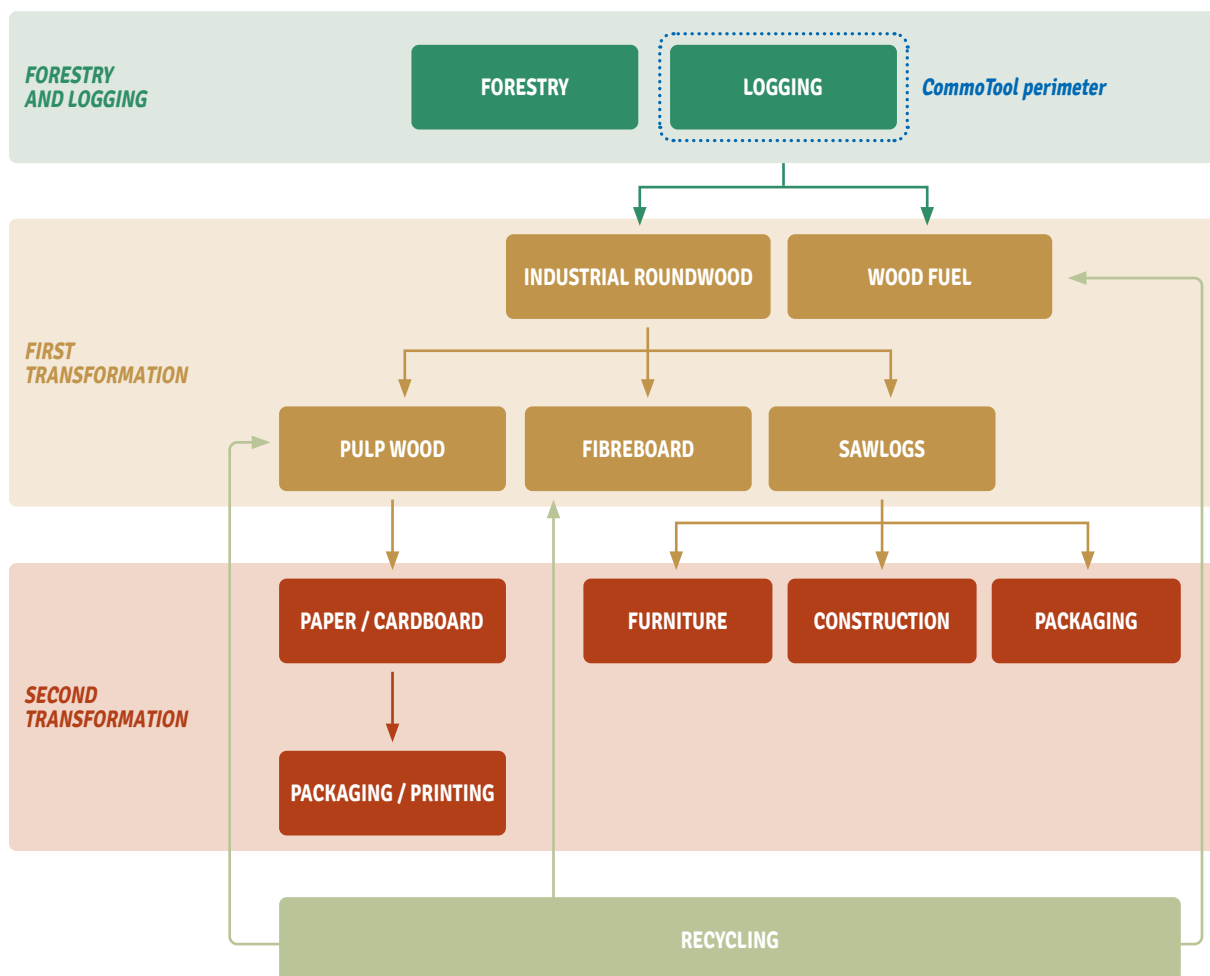 FORESTRY
AND LOGGING
FORESTRY
LOGGING
CommoTool perimeter
INDUSTRIAL ROUNDWOOD
WOOD FUEL
FIRST
TRANSFORMATION
PULP WOOD
FIBREBOARD
SAWLOGS
PAPER / CARDBOARD
FURNITURE
CONSTRUCTION
PACKAGING
SECOND
TRANSFORMATION
PACKAGING / PRINTING
RECYCLING